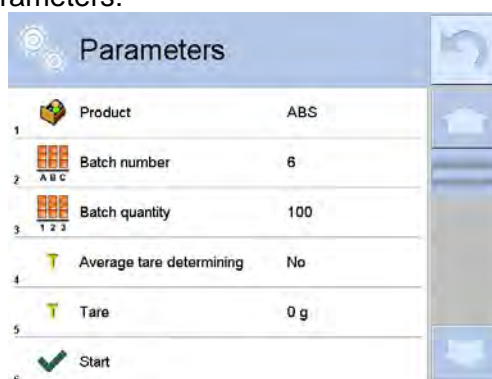 rameters:
Parameters
1 Product ABS
2 ABC Batch number 6
3 123 Batch quantity 100
4 T Average tare determining No
5 T Tare 0 g
6 Start